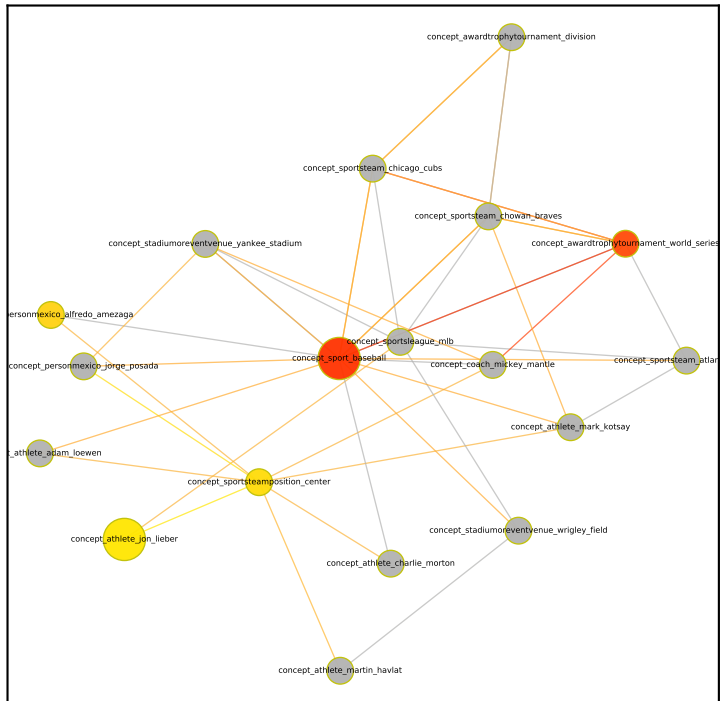 concept_awardtrophytournament_division
concept_sportsteam_chicago_cubs
concept_sportsteam_chowan_braves
concept_stadiumoreventvenue_yankee_stadium
concept_awardtrophytournament_world_series
personmexico_alfredo_amezaga
concept_sportsleague_mlb
concept_sport_baseball
concept_personmexico_jorge_posada
concept_coach_mickey_mantle
concept_sportsteam_atlan
concept_athlete_mark_kotsay
t_athlete_adam_loewen
concept_sportsteamposition_center
concept_athlete_jon_lieber
concept_stadiumoreventvenue_wrigley_field
concept_athlete_charlie_morton
concept_athlete_martin_havlat